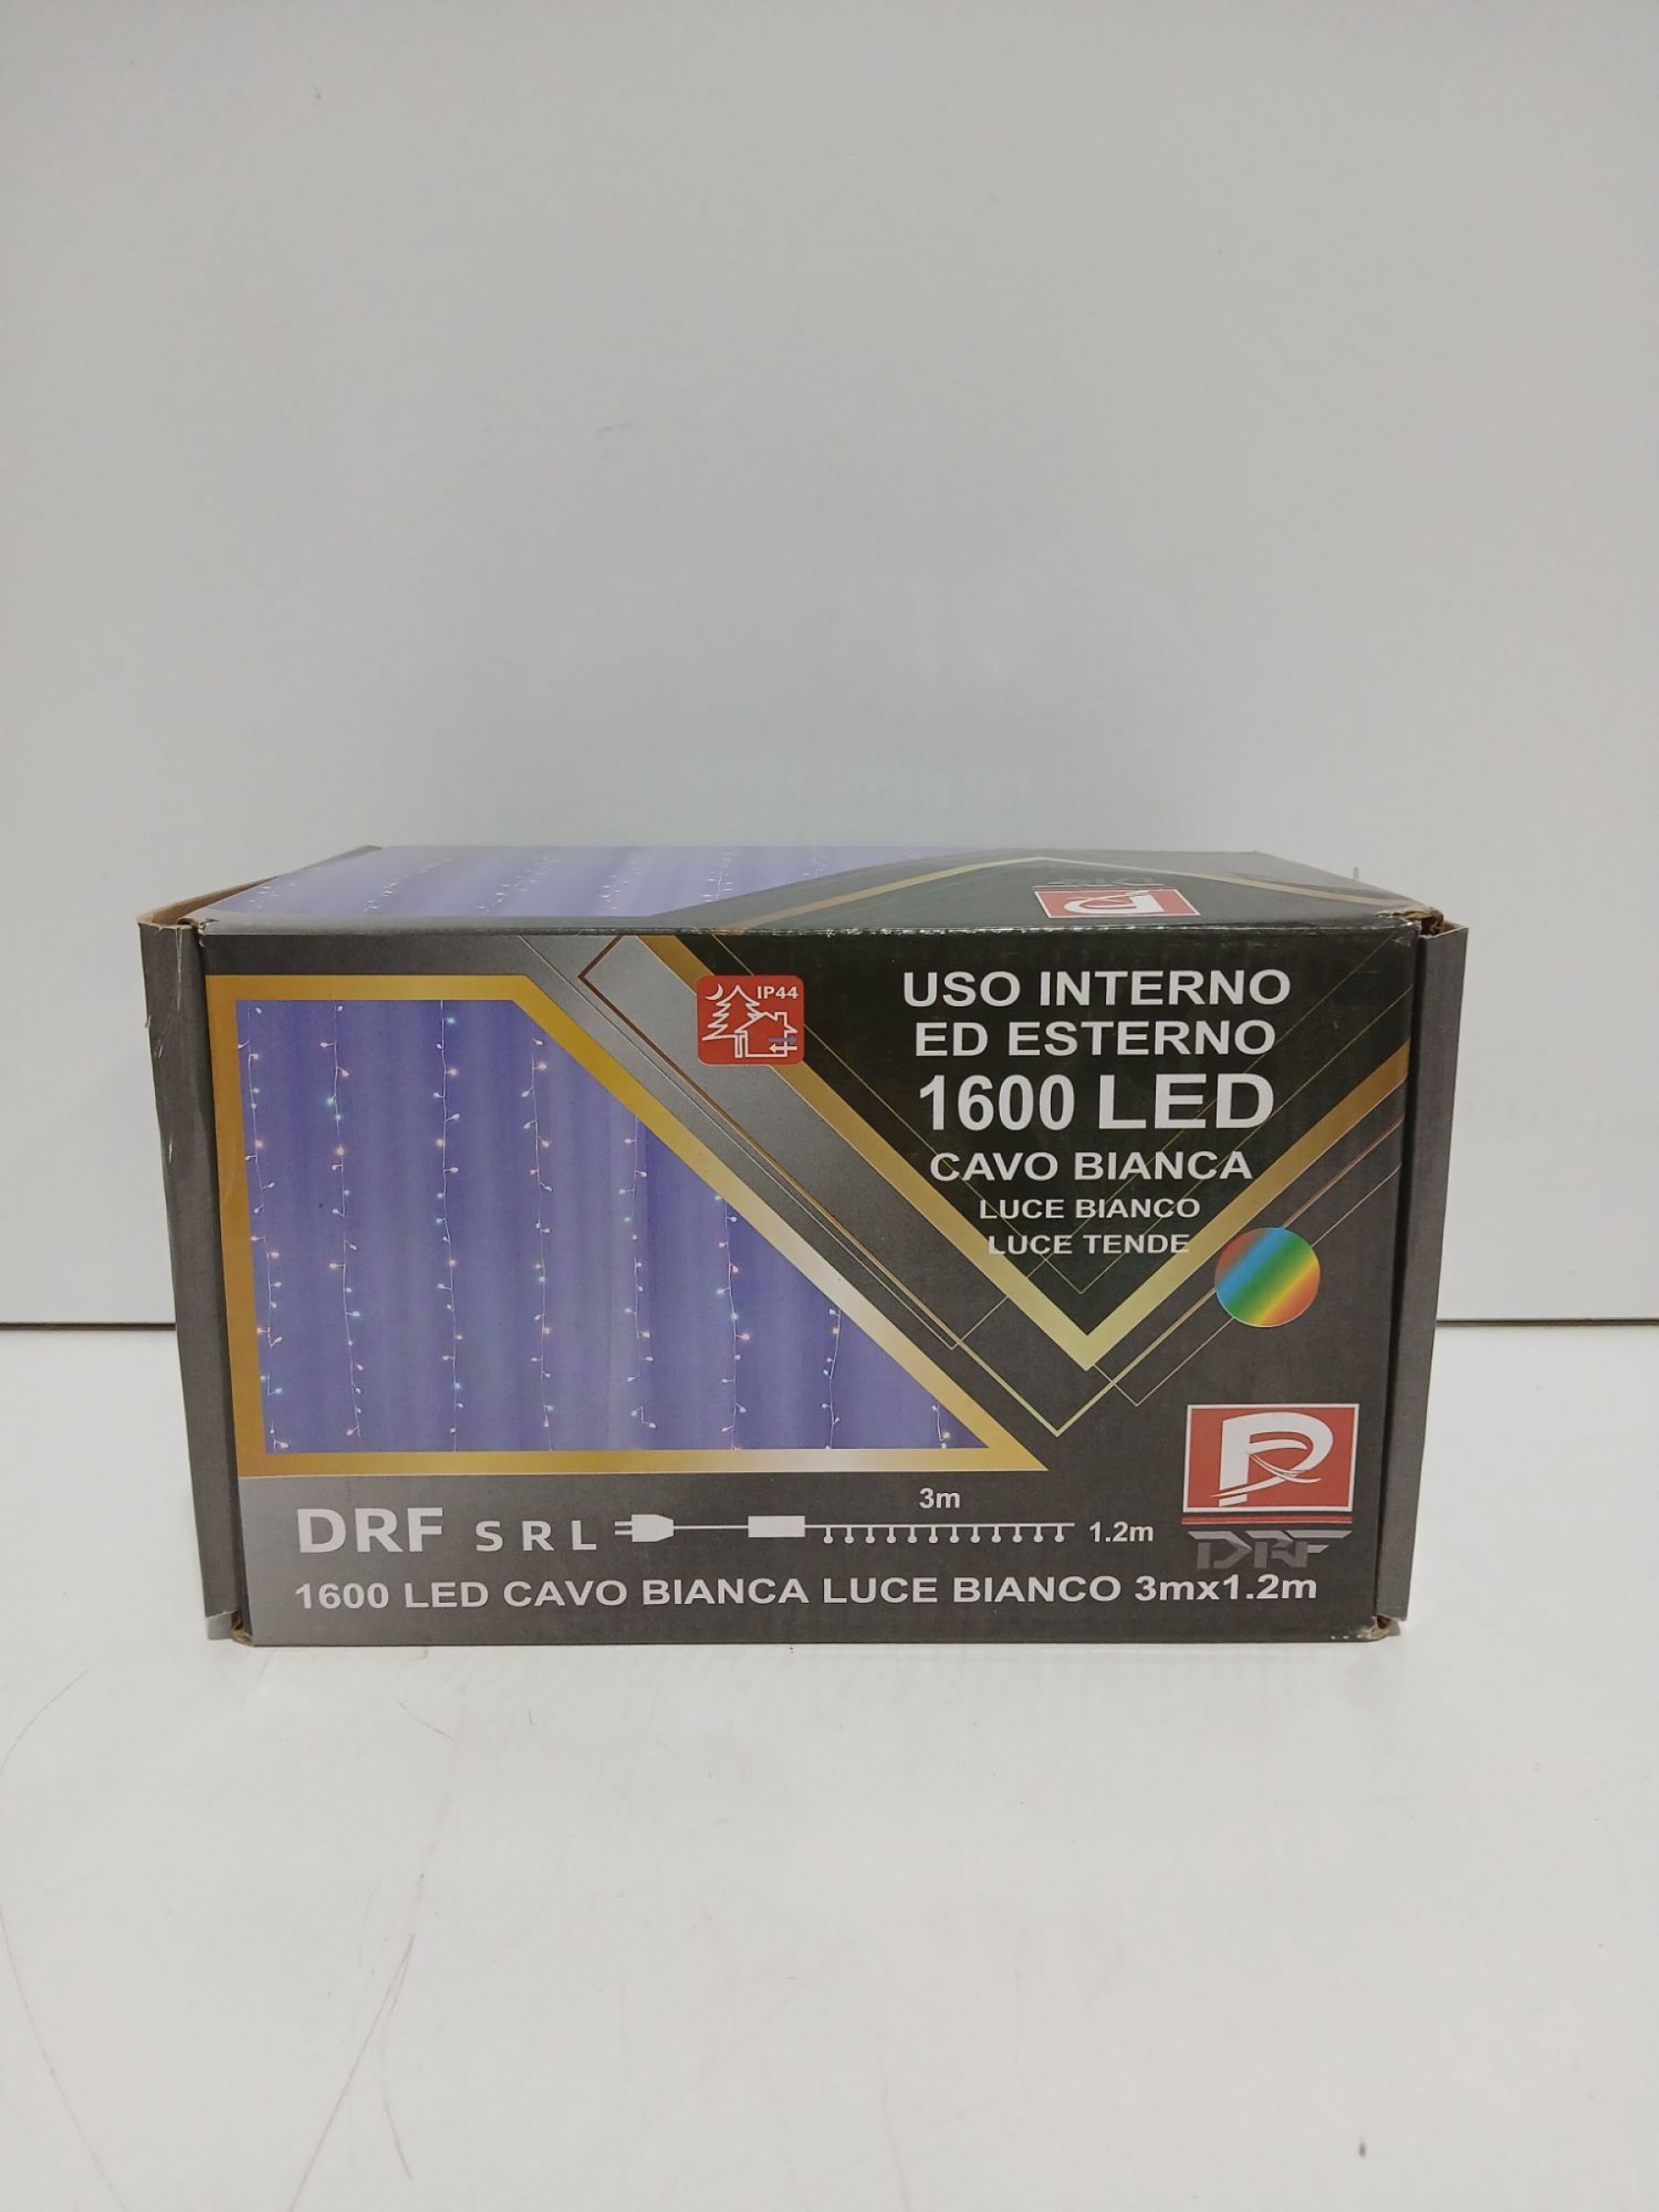 IP44
USO INTERNO
ED ESTERNO
1600 LED
CAVO BIANCA
LUCE BIANCO
LUCE TENDE
3m
DRF SRL
1.2m
DRF
1600 LED CAVO BIANCA LUCE BIANCO 3mx1.2m